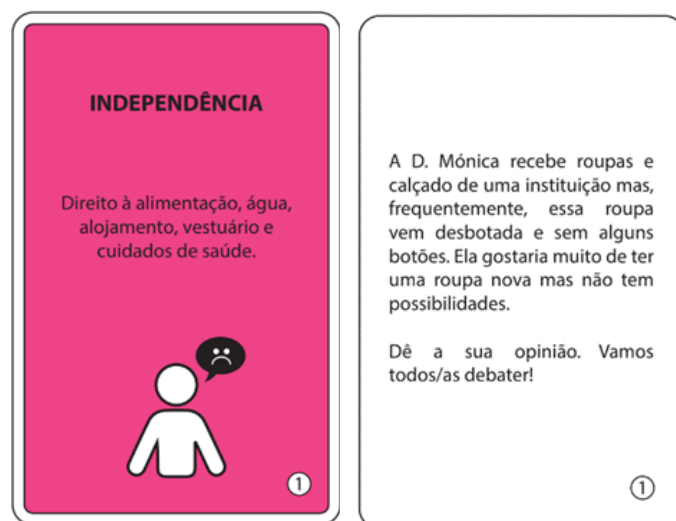 INDEPENDÊNCIA
Direito à alimentação, água,
alojamento, vestuário e
cuidados de saúde.
1
A D. Mónica recebe roupas e
calçado de uma instituição mas,
frequentemente, essa roupa
vem desbotada e sem alguns
botões. Ela gostaria muito de ter
uma roupa nova mas não tem
possibilidades.
Dê a sua opinião. Vamos
todos/as debater!
1